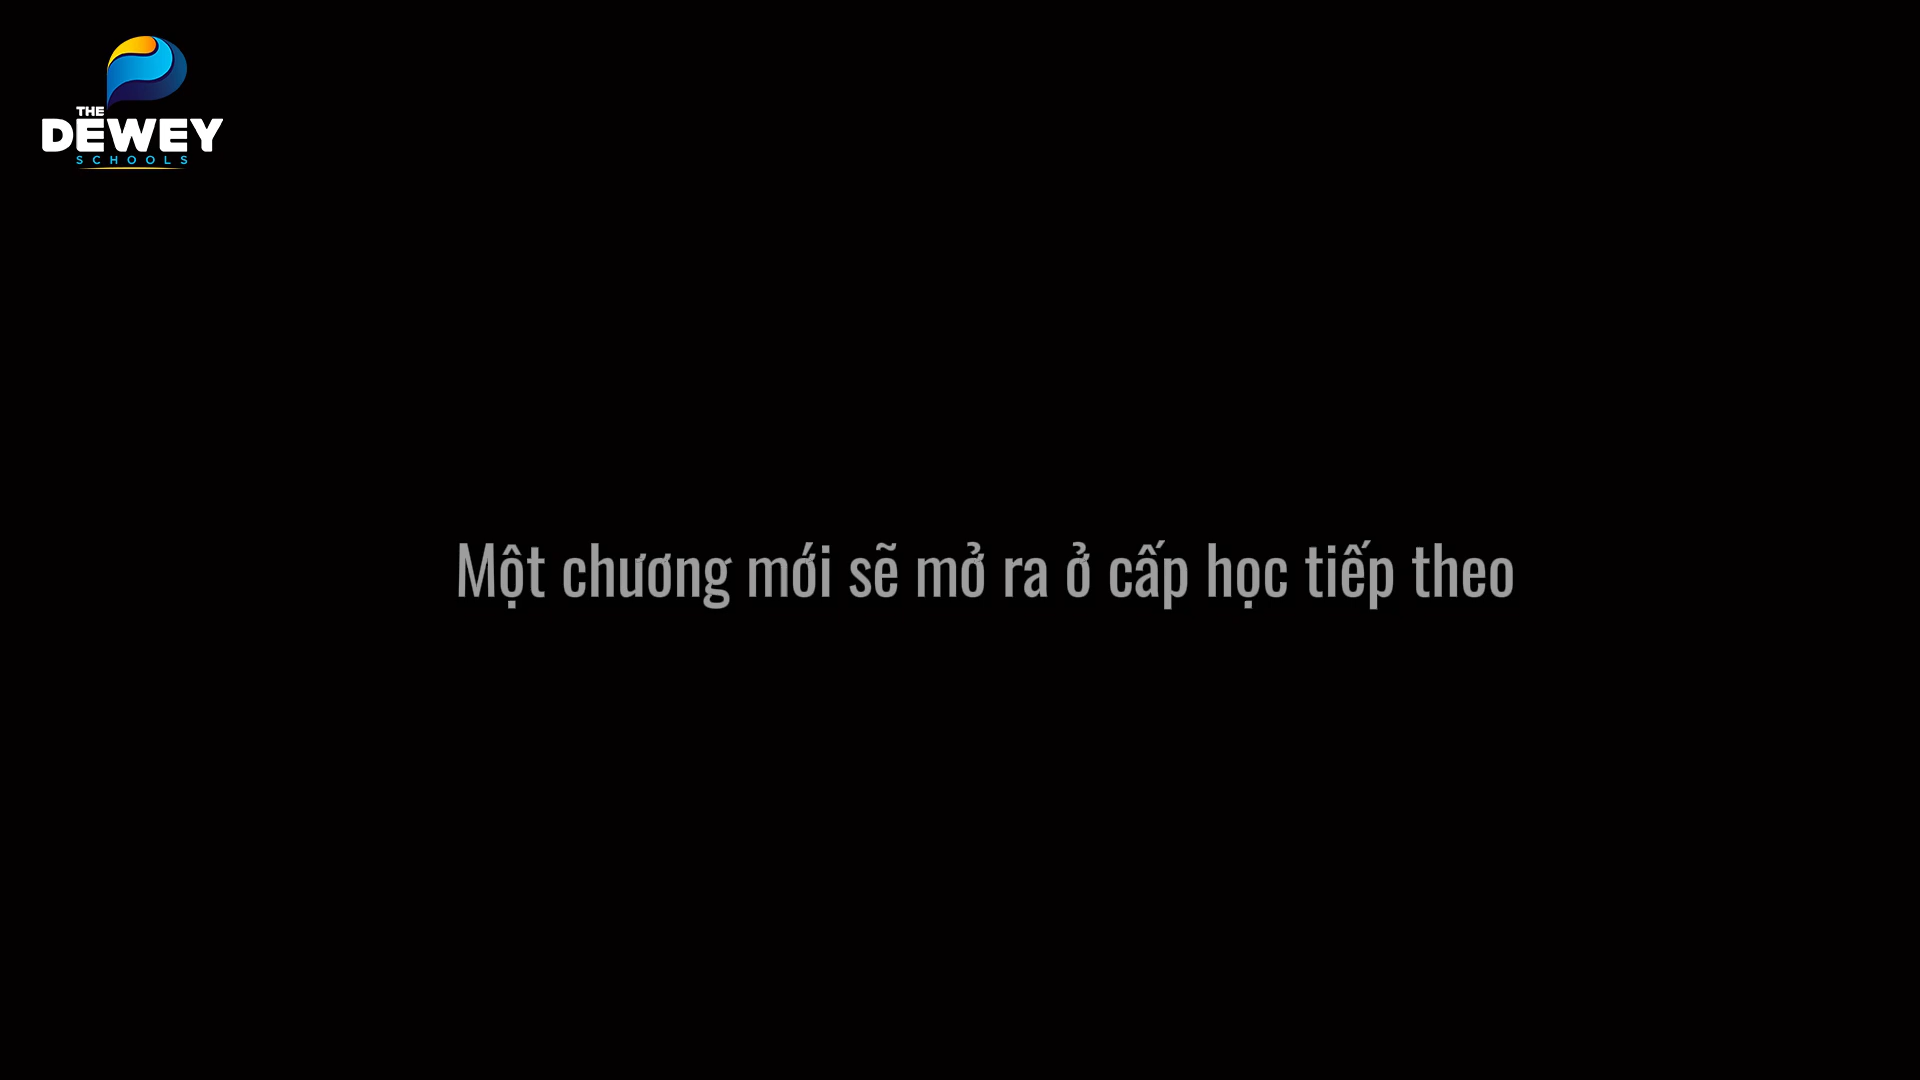 THE
DEWEY
SCHOOLS
Một chương mới sẽ mở ra ở cấp học tiếp theo